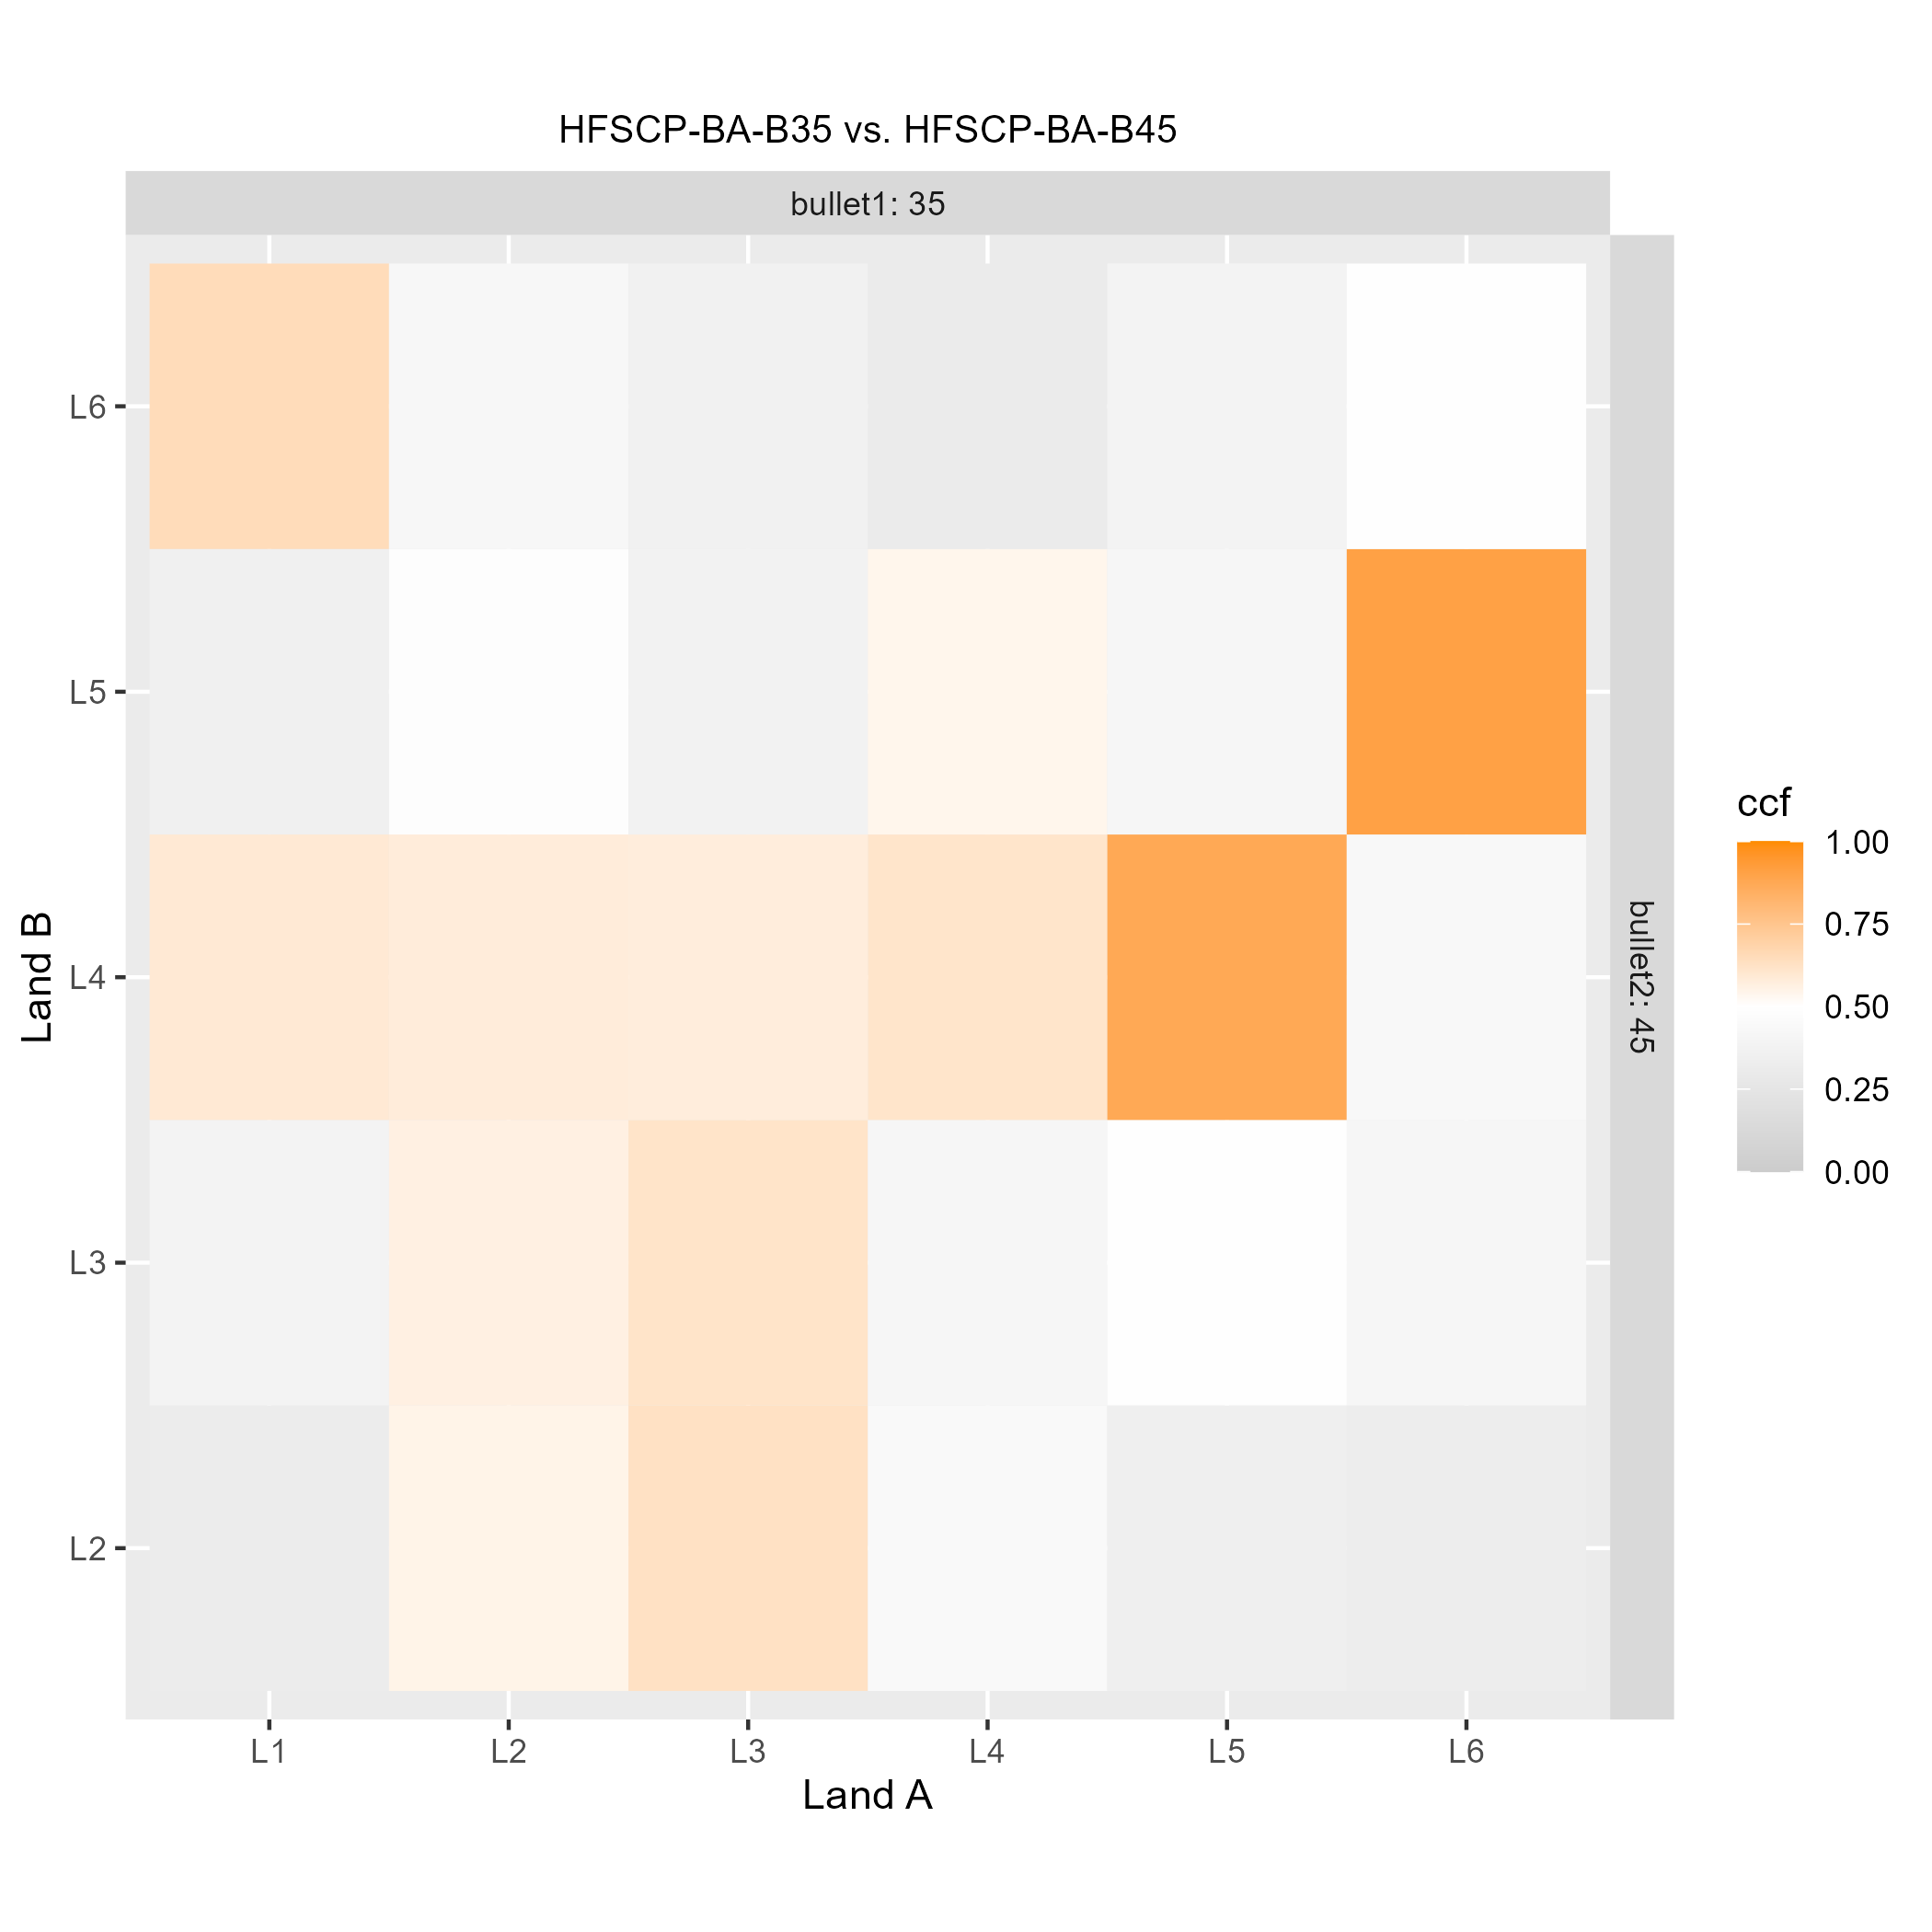 HFSCP-BA-B35 vs. HFSCP-BA-B45
bullet1: 35
L6
L5
L4
L3
L2
Land B
L1 L2 L3 L4 L5 L6
Land A
bullet2: 45
ccf
1.00
0.75
0.50
0.25
0.00